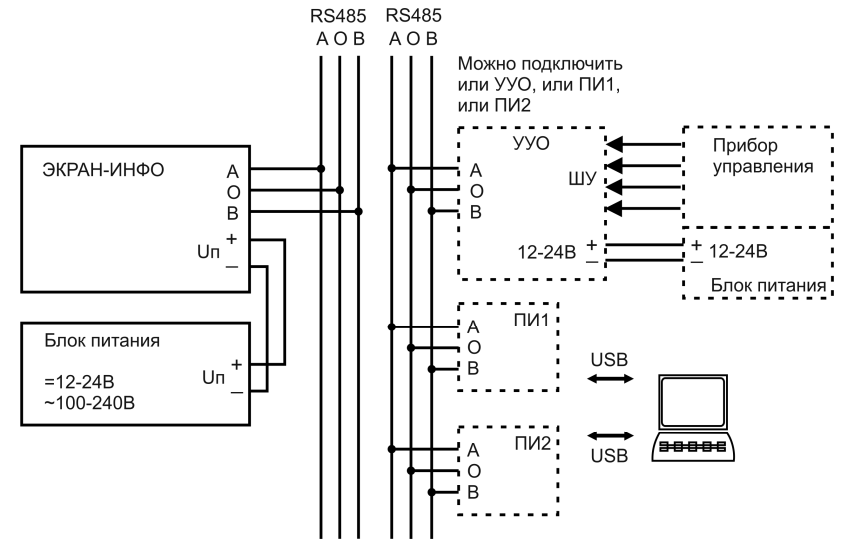 RS485
A O B
RS485
A O B
Можно подключить
или УУО, или ПИ1,
или ПИ2
ЭКРАН-ИНФО
A
O
B
Uп
+
–
Блок питания
=12-24В
~100-240В
Uп
+
–
УУО
A
O
B
ШУ
12-24В
+
–
Прибор
управления
+
–
12-24В
Блок питания
ПИ1
A
O
B
USB
ПИ2
A
O
B
USB